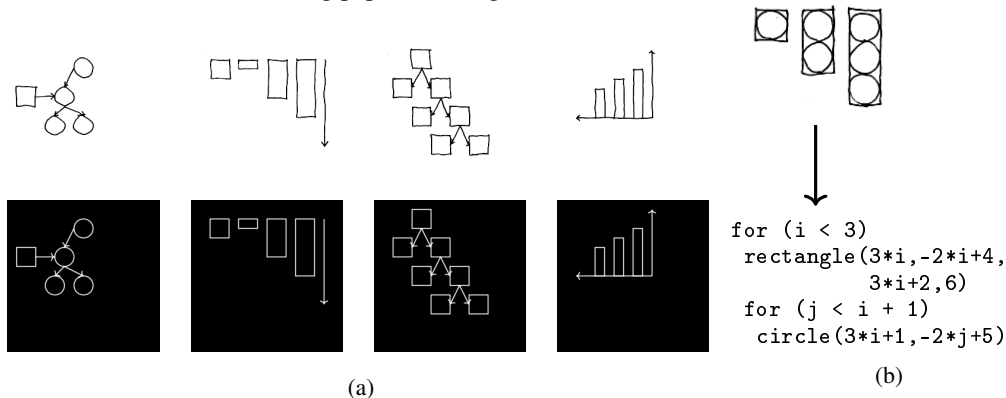 for (i < 3)
rectangle(3*i,-2*i+4,
3*i+2,6)
for (j < i + 1)
circle(3*i+1,-2*j+5)
(a)
(b)